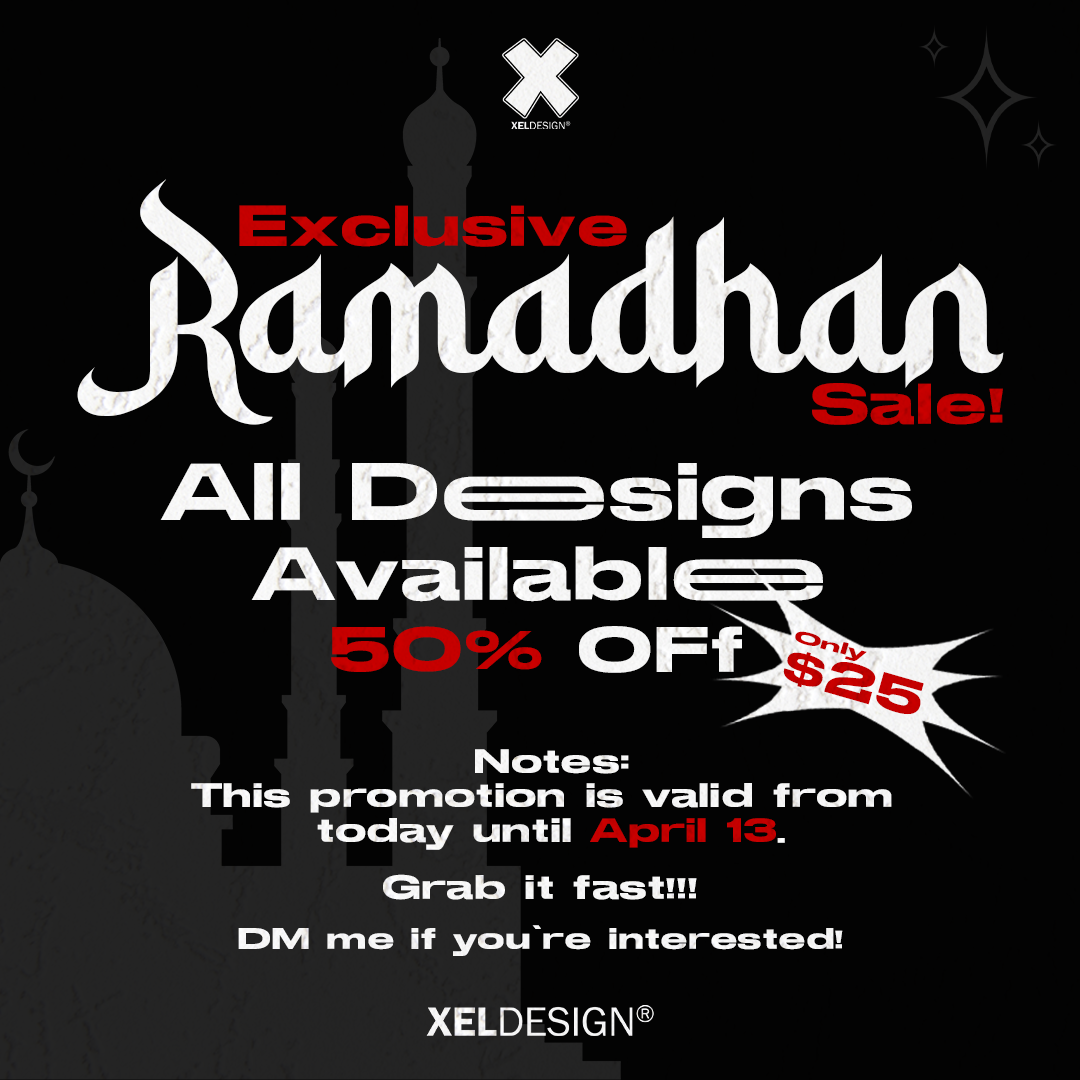 XELDESIGN®
Exclusive
Ramadhan
Sale!
All Designs
Available
50% OFf
Only
$25
Notes:
This promotion is valid from
today until April 13.
Grab it fast!!!
DM me if you`re interested!
XELDESIGN®